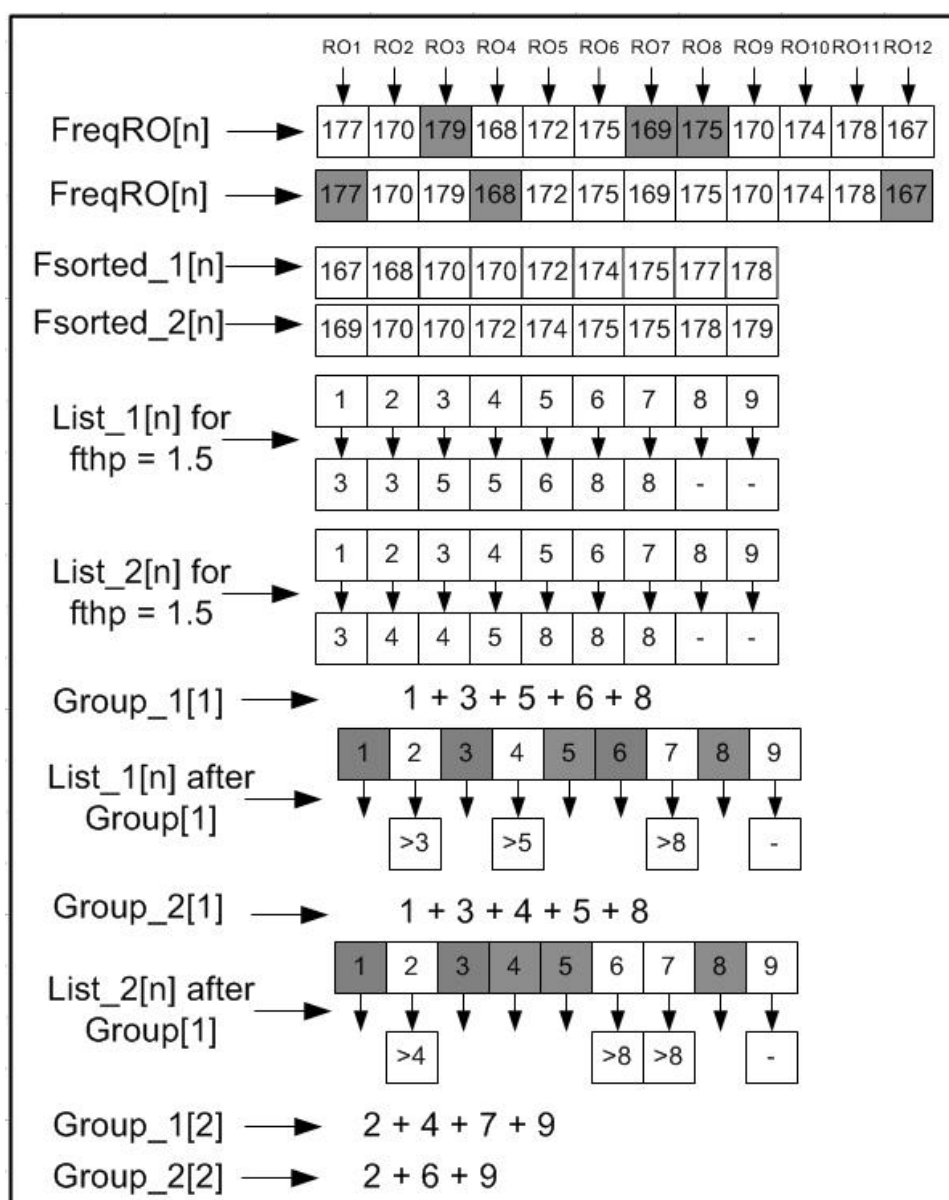 RO1 RO2 RO3 RO4 RO5 RO6 RO7 RO8 RO9 RO10 RO11 RO12
FreqRO[n] 177 170 179 168 172 175 169 175 170 174 178 167
FreqRO[n] 177 170 179 168 172 175 169 175 170 174 178 167
Fsorted_1[n] 167 168 170 170 172 174 175 177 178
Fsorted_2[n] 169 170 170 172 174 175 175 178 179
List_1[n] for
fthp = 1.5
1 2 3 4 5 6 7 8 9
3 3 5 5 6 8 8 - -
List_2[n] for
fthp = 1.5
1 2 3 4 5 6 7 8 9
3 4 4 5 8 8 8 - -
Group_1[1] 1 + 3 + 5 + 6 + 8
List_1[n] after
Group[1]
1 2 3 4 5 6 7 8 9
>3 >5 >8 -
Group_2[1] 1 + 3 + 4 + 5 + 8
List_2[n] after
Group[1]
1 2 3 4 5 6 7 8 9
>4 >8 >8 -
Group_1[2] 2 + 4 + 7 + 9
Group_2[2] 2 + 6 + 9